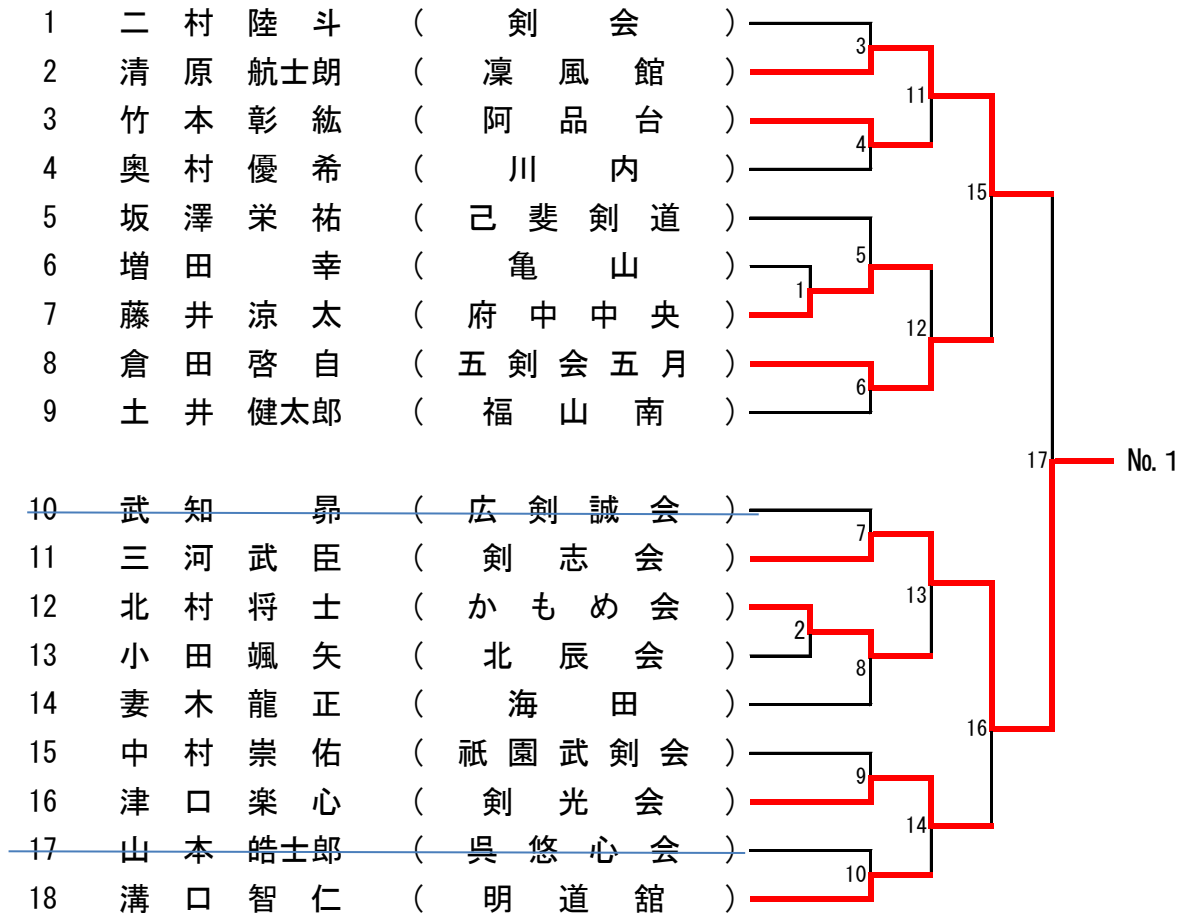 1 二村陸斗 （ 剣会 ）
2 清原航士朗 （ 凜風館 ）
3 竹本彰紘 （ 阿品台 ）
4 奥村優希 （ 川内 ）
5 坂澤栄祐 （ 己斐剣道 ）
6 増田幸 （ 亀山 ）
7 藤井涼太 （ 府中中央 ）
8 倉田啓自 （ 五剣会五月 ）
9 土井健太郎 （ 福山南 ）
10 武知昴 （ 広剣誠会 ）
11 三河武臣 （ 剣志会 ）
12 北村将士 （ かもめ会 ）
13 小田颯矢 （ 北辰会 ）
14 妻木龍正 （ 海田 ）
15 中村崇佑 （ 祇園武剣会 ）
16 津口楽心 （ 剣光会 ）
17 山本皓士郎 （ 呉悠心会 ）
18 溝口智仁 （ 明道舘 ）
3
11
4
15
5
1
12
6
17 №1
7
13
2
8
16
9
14
10